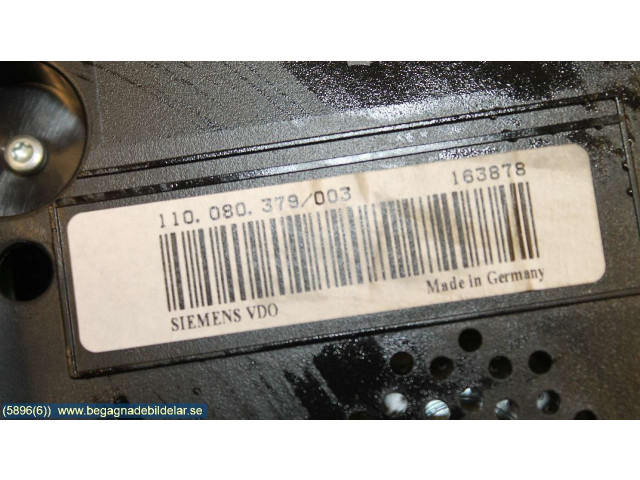 110.080.379/003 163878
SIEMENS VDO Made in Germany
(5896(6)) www.begagnadebildelar.se